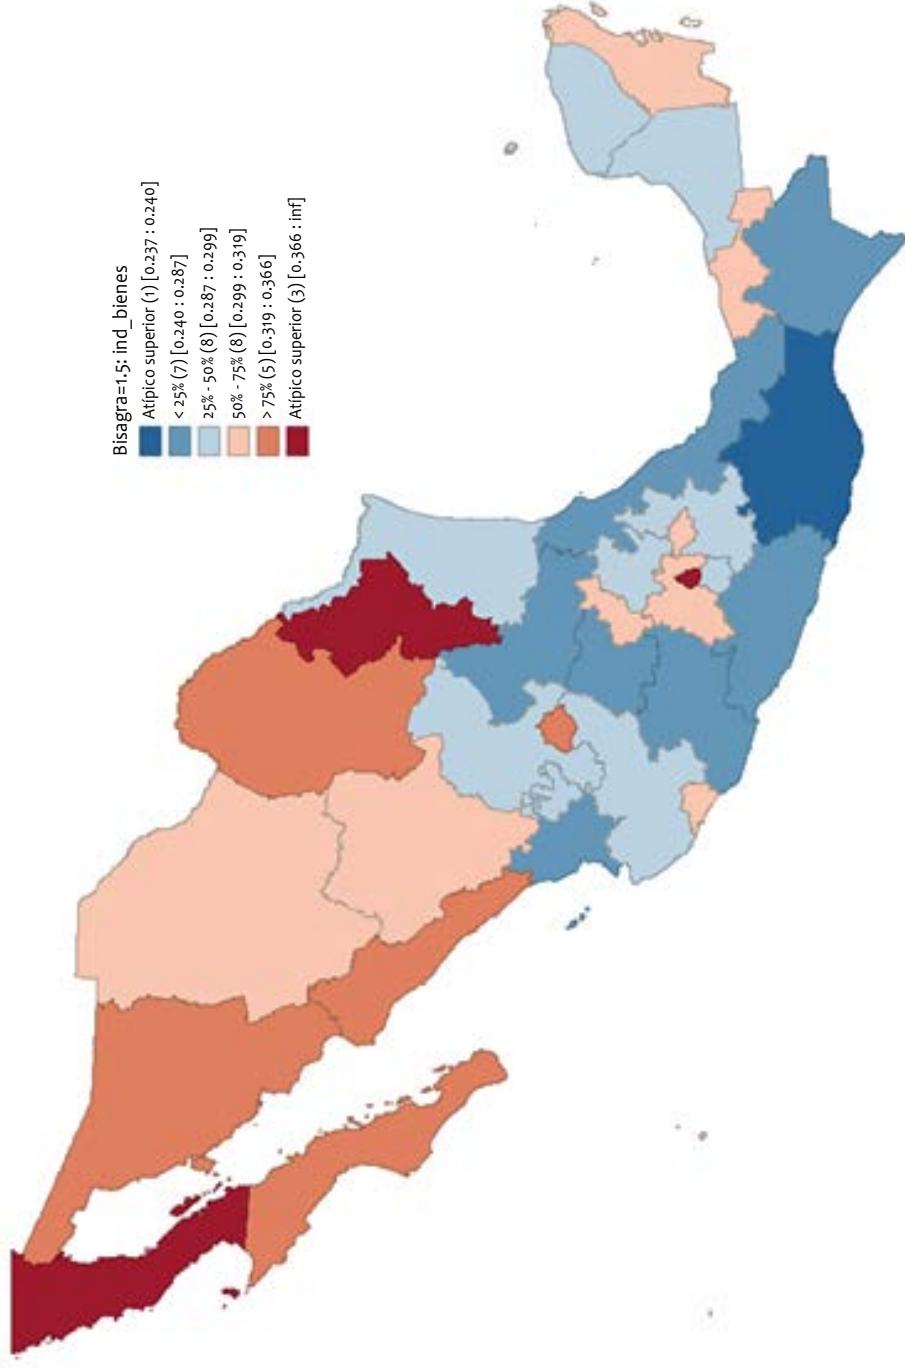 Bisagra=1.5: ind_bienes
Atípico superior (1) [0.237 : 0.240]
< 25% (7) [0.240 : 0.287]
25% - 50% (8) [0.287 : 0.299]
50% - 75% (8) [0.299 : 0.319]
> 75% (5) [0.319 : 0.366]
Atípico superior (3) [0.366 : inf]